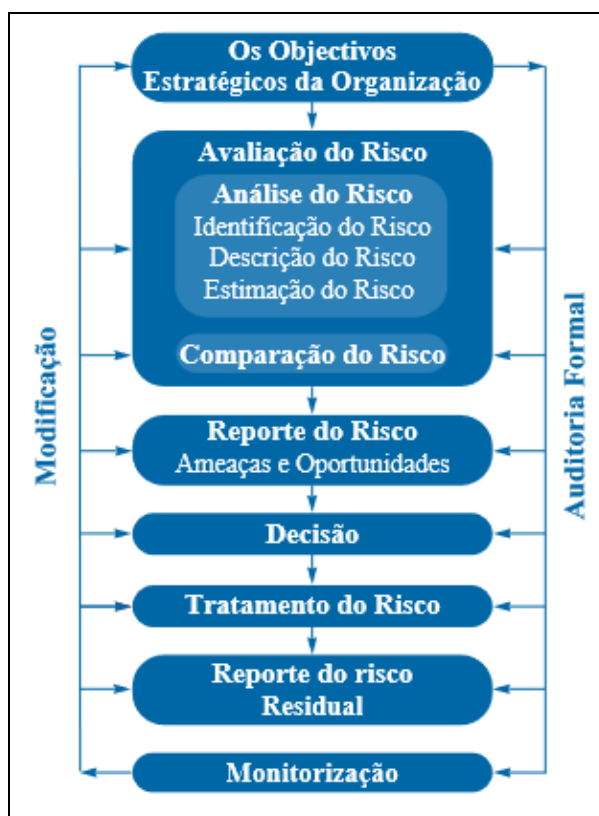 Os Objectivos
Estratégicos da Organização
Avaliação do Risco
Análise do Risco
Identificação do Risco
Descrição do Risco
Estimação do Risco
Comparação do Risco
Reporte do Risco
Ameaças e Oportunidades
Decisão
Tratamento do Risco
Reporte do risco
Residual
Monitorização
Modificação
Auditoria Formal